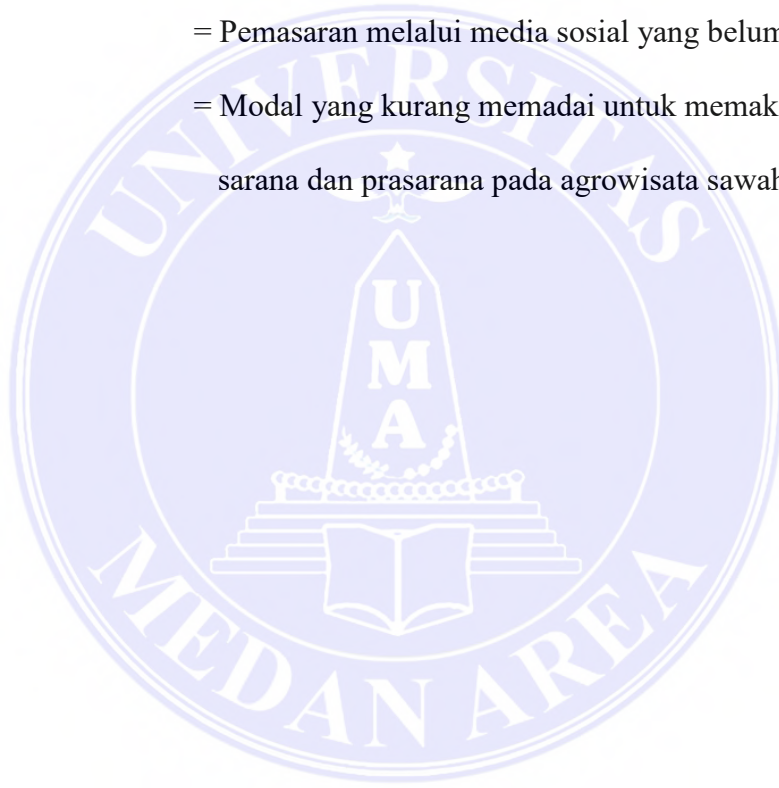 = Pemasaran melalui media sosial yang belum
= Modal yang kurang memadai untuk memak
sarana dan prasarana pada agrowisata sawah
UNIVERSITAS
UMA
MEDAN AREA